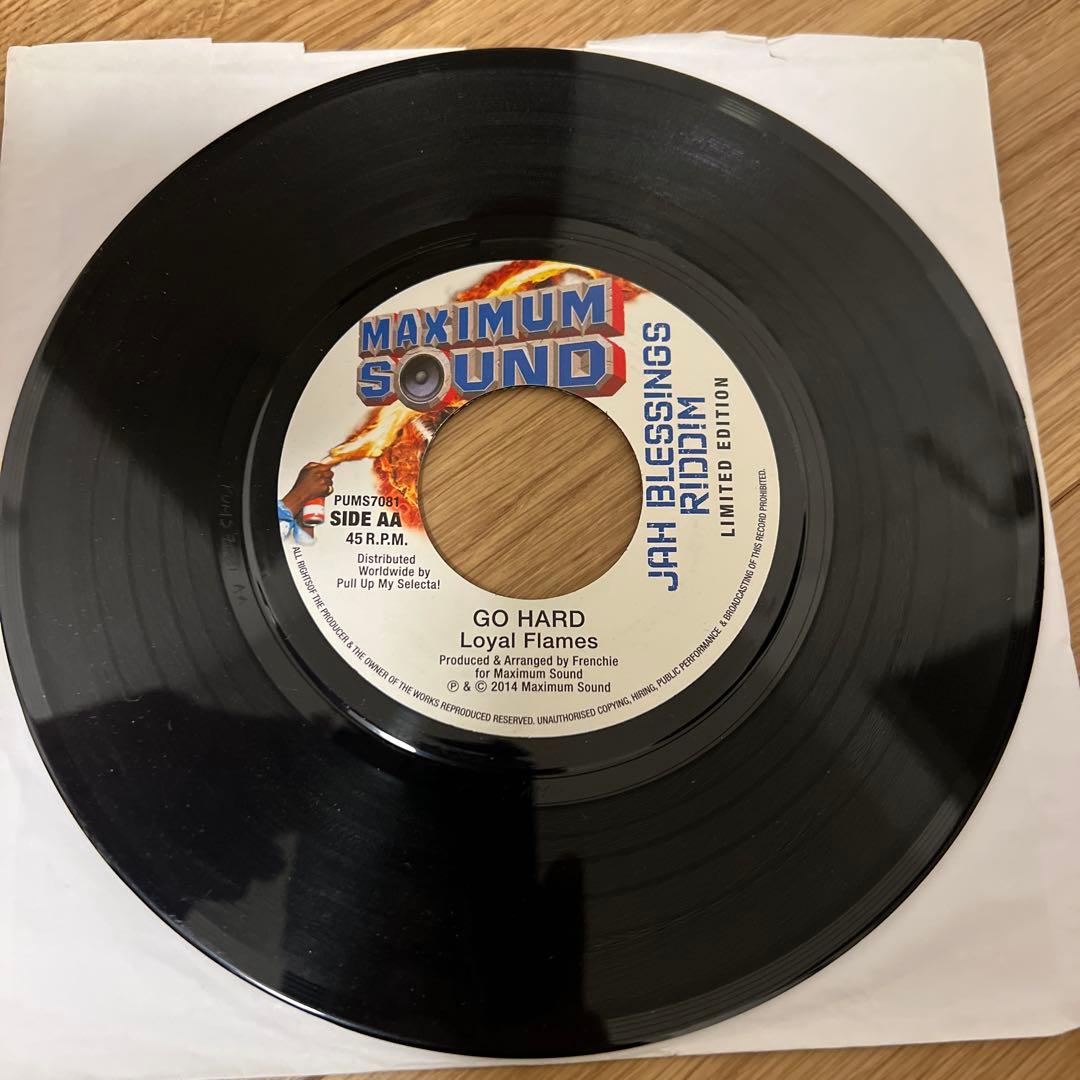 MAXIMUM
SOUND
JAH BLESSINGS
RIDDIM
LIMITED EDITION
PUMS7081
SIDE AA
45 R.P.M.
Distributed
Worldwide by
Pull Up My Selecta!
GO HARD
Loyal Flames
Produced & Arranged by Frenchie
for Maximum Sound
℗ & © 2014 Maximum Sound
ALL RIGHTSOF THE PRODUCER & THE OWNER OF THE WORKS REPRODUCED RESERVED. UNAUTHORISED COPYING, HIRING, PUBLIC PERFORMANCE & BROADCASTING OF THIS RECORD PROHIBITED.